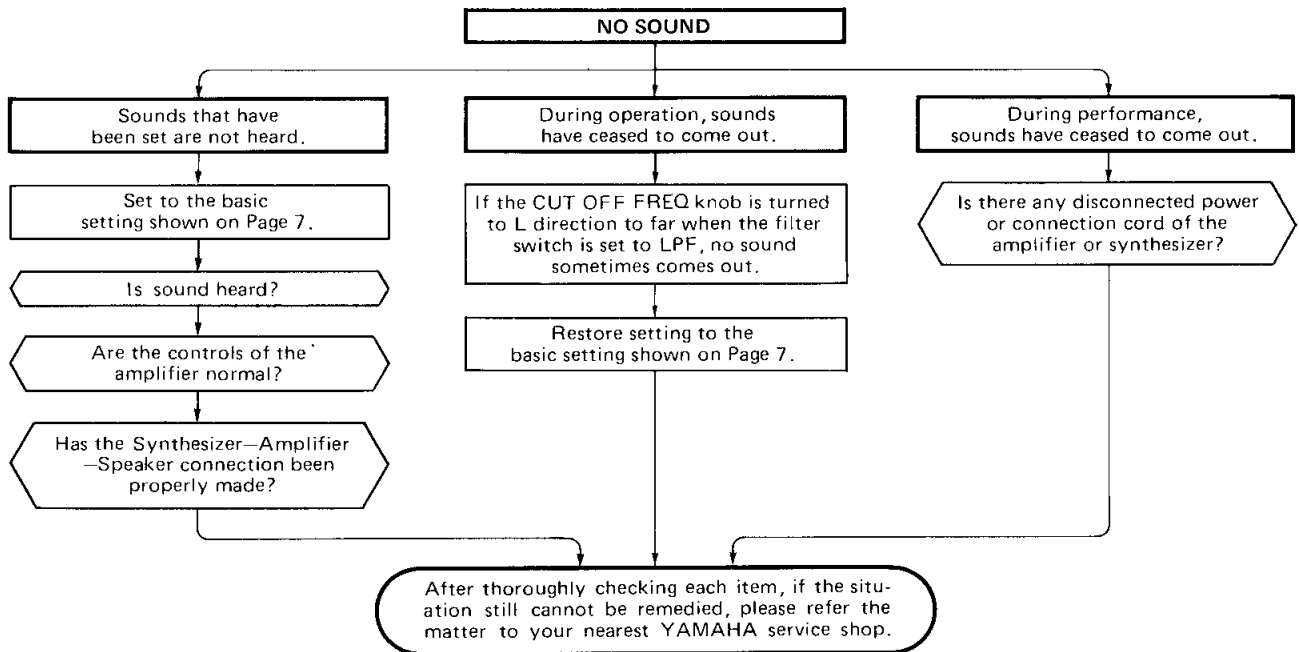 NO SOUND
Sounds that have
been set are not heard.
Set to the basic
setting shown on Page 7.
Is sound heard?
Are the controls of the
amplifier normal?
Has the Synthesizer—Amplifier
—Speaker connection been
properly made?
During operation, sounds
have ceased to come out.
If the CUT OFF FREQ knob is turned
to L direction to far when the filter
switch is set to LPF, no sound
sometimes comes out.
Restore setting to the
basic setting shown on Page 7.
During performance,
sounds have ceased to come out.
Is there any disconnected power
or connection cord of the
amplifier or synthesizer?
After thoroughly checking each item, if the situ-
ation still cannot be remedied, please refer the
matter to your nearest YAMAHA service shop.